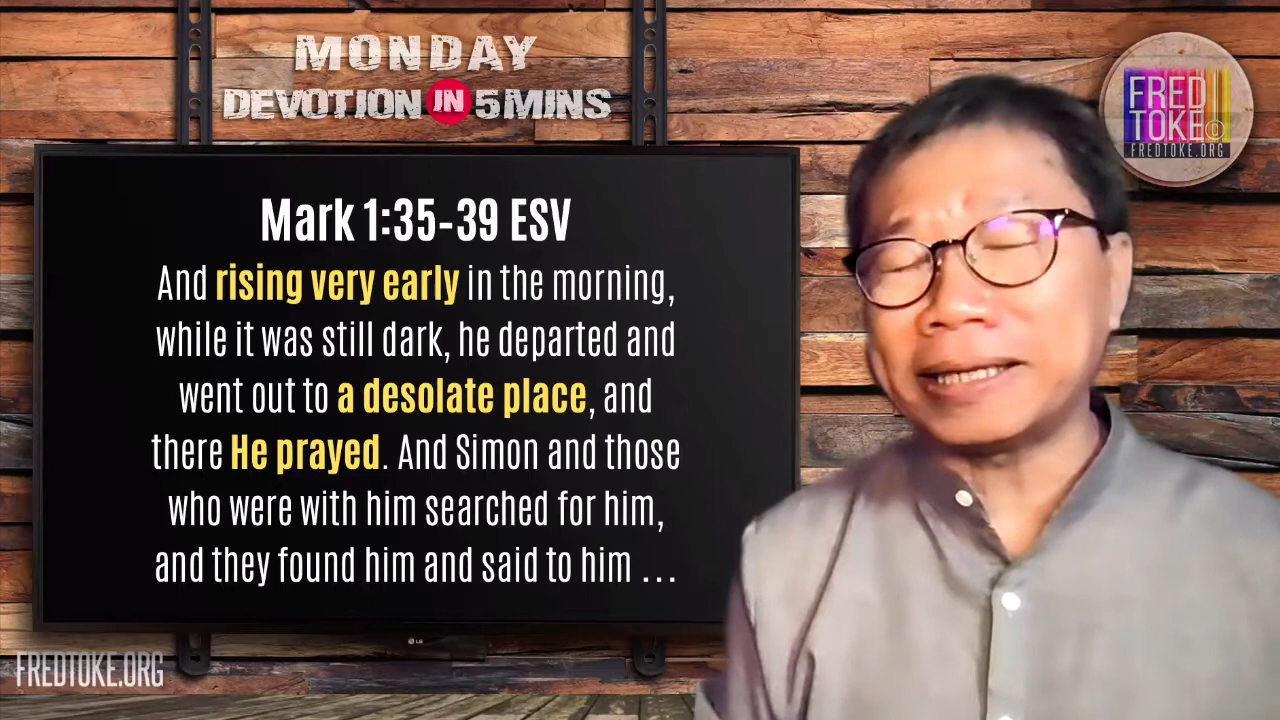 MONDAY
DEVOTION IN 5 MINS
FRED
TOKE©
FREDTOKE.ORG
Mark 1:35-39 ESV
And rising very early in the morning,
while it was still dark, he departed and
went out to a desolate place, and
there He prayed. And Simon and those
who were with him searched for him,
and they found him and said to him ...
LG
FREDTOKE.ORG